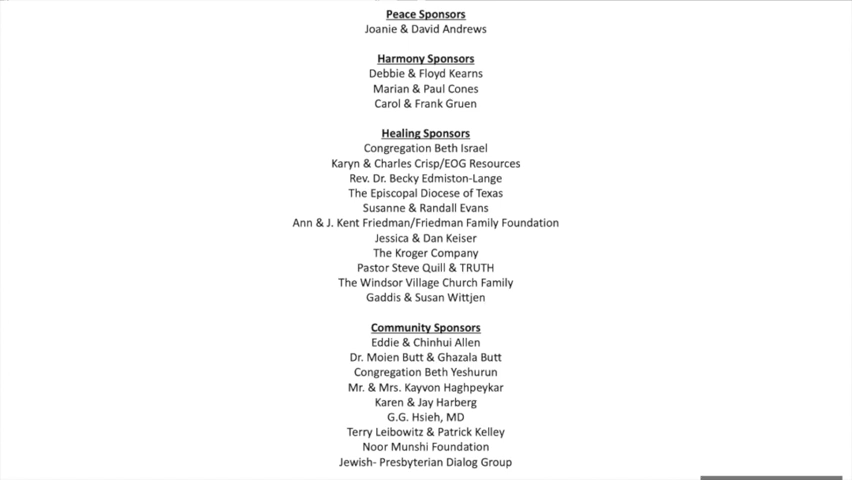 Peace Sponsors
Joanie & David Andrews
Harmony Sponsors
Debbie & Floyd Kearns
Marian & Paul Cones
Carol & Frank Gruen
Healing Sponsors
Congregation Beth Israel
Karyn & Charles Crisp/EOG Resources
Rev. Dr. Becky Edmiston-Lange
The Episcopal Diocese of Texas
Susanne & Randall Evans
Ann & J. Kent Friedman/Friedman Family Foundation
Jessica & Dan Keiser
The Kroger Company
Pastor Steve Quill & TRUTH
The Windsor Village Church Family
Gaddis & Susan Wittjen
Community Sponsors
Eddie & Chinhui Allen
Dr. Moien Butt & Ghazala Butt
Congregation Beth Yeshurun
Mr. & Mrs. Kayvon Haghpeykar
Karen & Jay Harberg
G.G. Hsieh, MD
Terry Leibowitz & Patrick Kelley
Noor Munshi Foundation
Jewish- Presbyterian Dialog Group